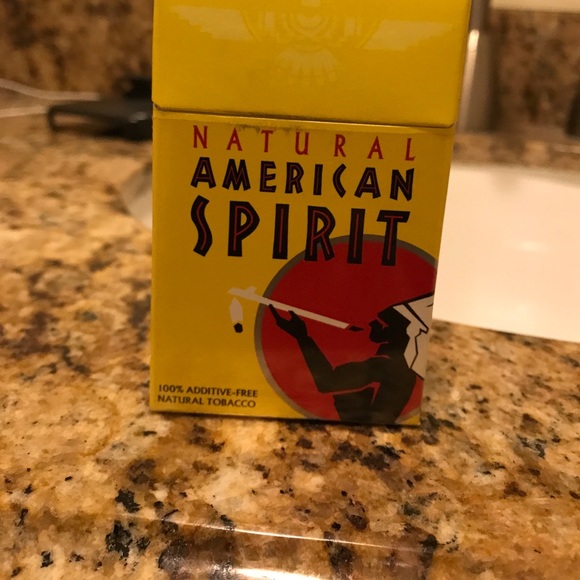 NATURAL
AMERICAN
SPIRIT
100% ADDITIVE-FREE
NATURAL TOBACCO